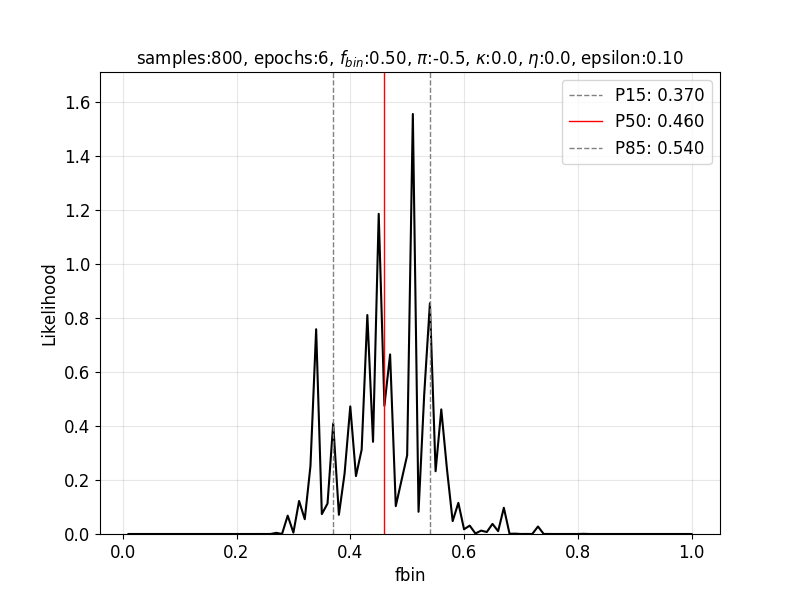 samples:800, epochs:6, f_bin:0.50, π:-0.5, κ:0.0, η:0.0, epsilon:0.10
P15: 0.370
P50: 0.460
P85: 0.540
Likelihood
1.6
1.4
1.2
1.0
0.8
0.6
0.4
0.2
0.0
0.0 0.2 0.4 0.6 0.8 1.0
fbin